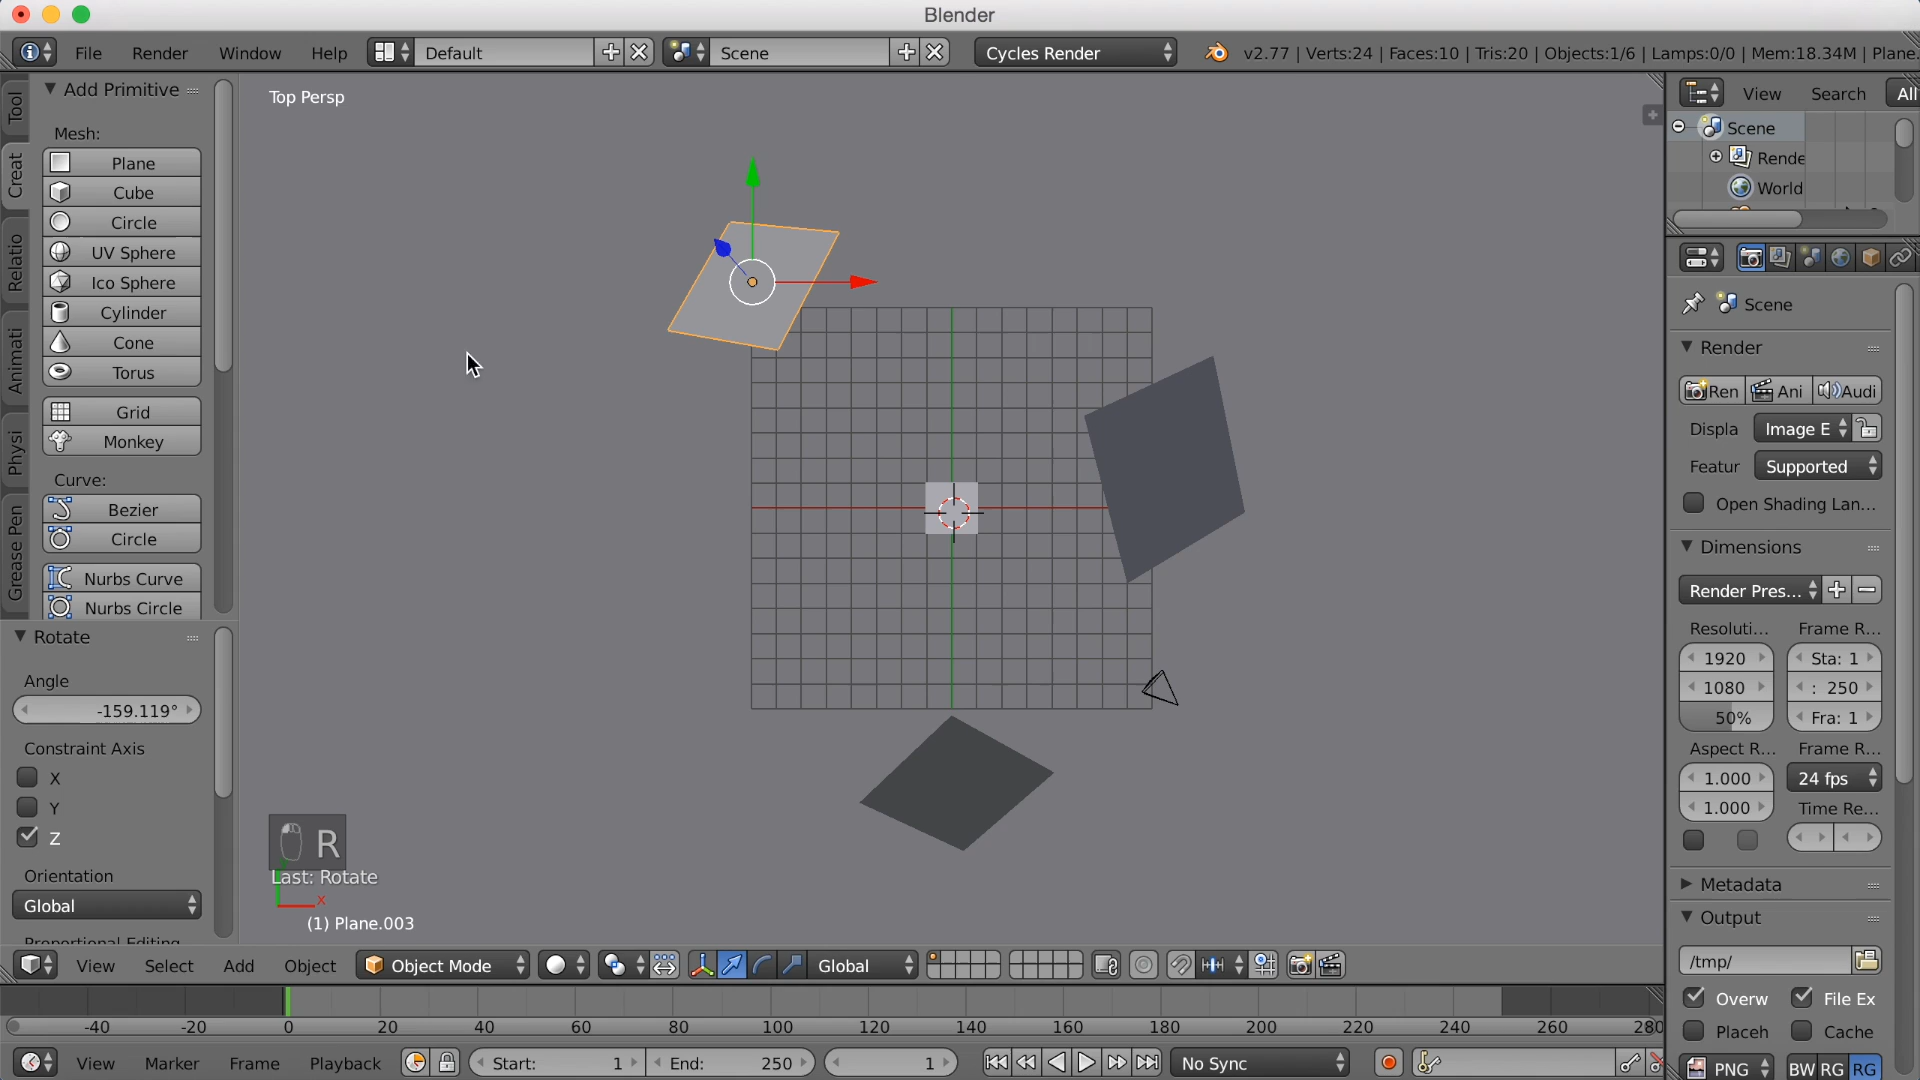 Blender
File Render Window Help Default Scene Cycles Render v2.77 | Verts:24 | Faces:10 | Tris:20 | Objects:1/6 | Lamps:0/0 | Mem:18.34M | Plane.
Tool
Creat
Relatio
Animati
Physi
Grease Pen
Add Primitive
Mesh:
Plane
Cube
Circle
UV Sphere
Ico Sphere
Cylinder
Cone
Torus
Grid
Monkey
Curve:
Bezier
Circle
Nurbs Curve
Nurbs Circle
Rotate
Angle
-159.119°
Constraint Axis
X
Y
Z
Orientation
Global
Top Persp
R
Last: Rotate
x
(1) Plane.003
View Search All
Scene
Rende
World
Scene
Render
Ren Ani Audi
Displa Image E
Featur Supported
Open Shading Lan...
Dimensions
Render Pres...
Resoluti... Frame R...
1920 Sta: 1
1080 : 250
50% Fra: 1
Aspect R... Frame R...
1.000 24 fps
1.000 Time Re...
Metadata
Output
/tmp/
Overw File Ex
Placeh Cache
PNG BW RG RG
View Select Add Object Object Mode Global
-40 -20 0 20 40 60 80 100 120 140 160 180 200 220 240 260 280
View Marker Frame Playback Start: 1 End: 250 1 No Sync